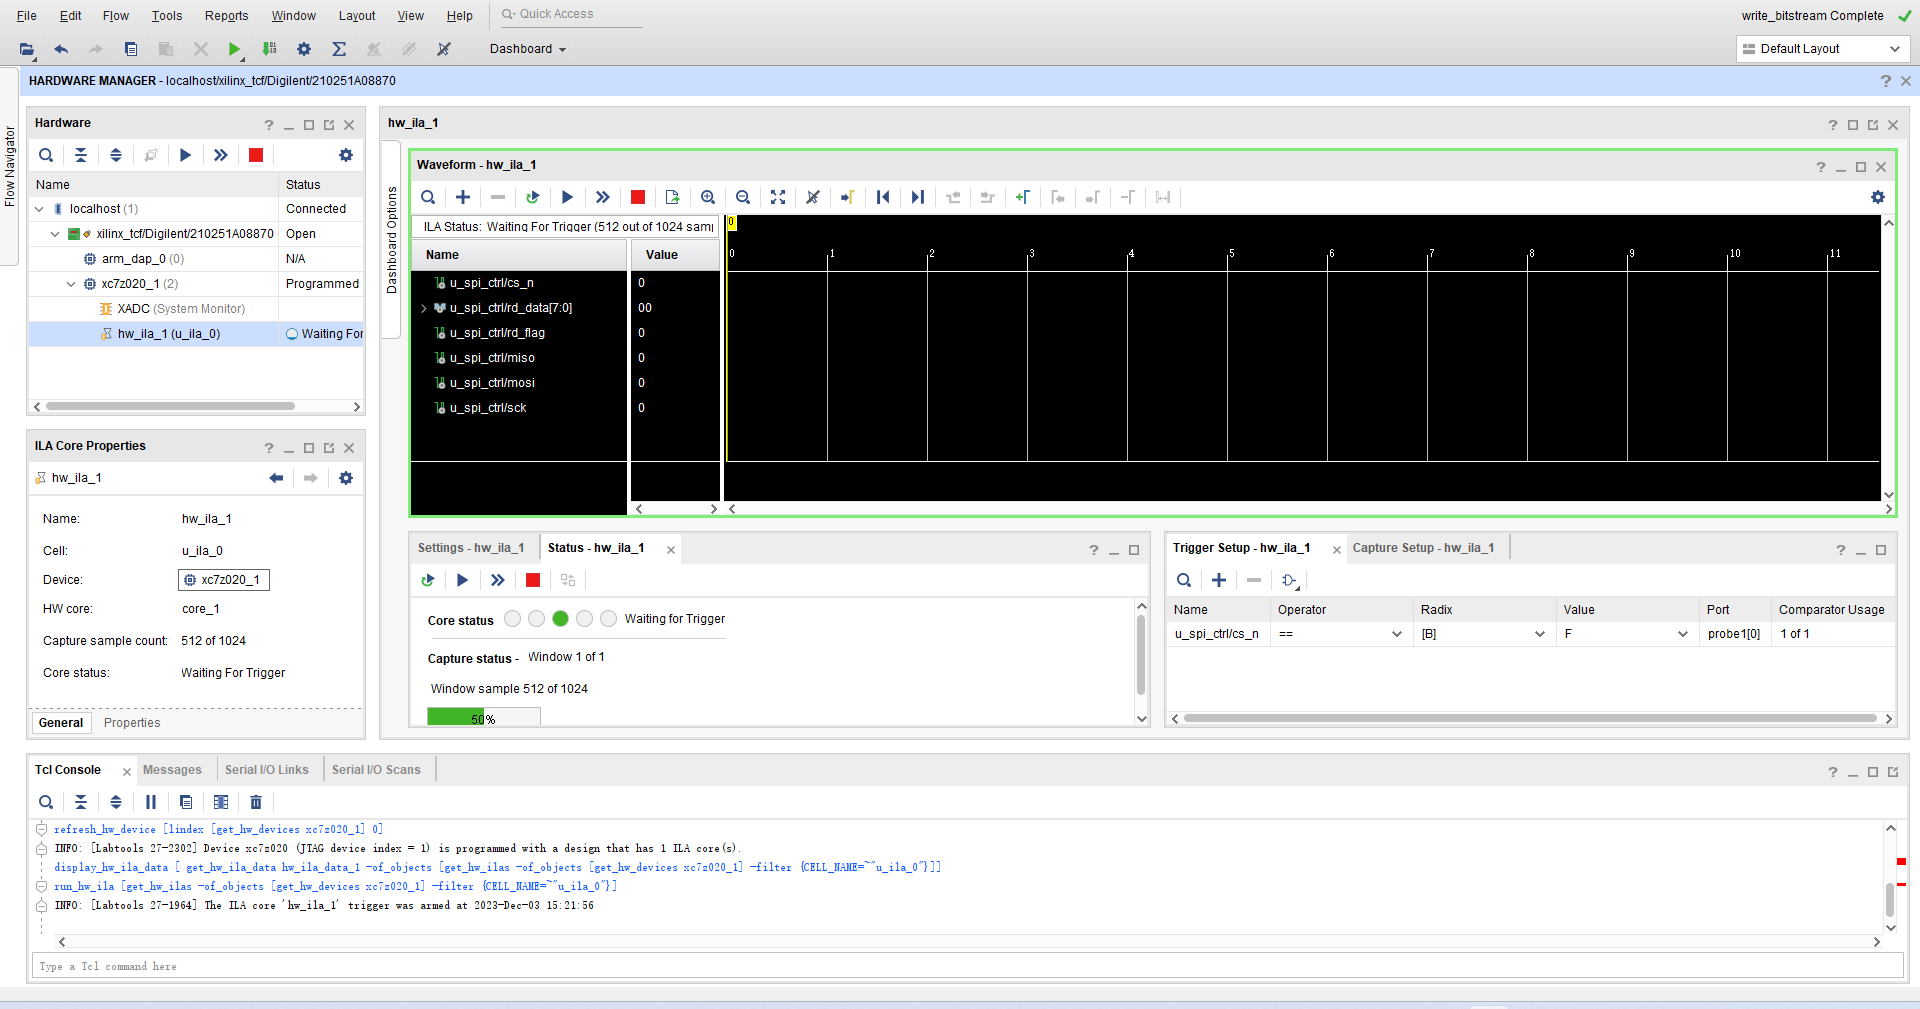 File Edit Flow Tools Reports Window Layout View Help Quick Access write_bitstream Complete
Dashboard Default Layout
HARDWARE MANAGER - localhost/xilinx_tcf/Digilent/210251A08870
Flow Navigator
Hardware
Name Status
localhost (1) Connected
xilinx_tcf/Digilent/210251A08870 Open
arm_dap_0 (0) N/A
xc7z020_1 (2) Programmed
XADC (System Monitor)
hw_ila_1 (u_ila_0) Waiting For
ILA Core Properties
hw_ila_1
Name: hw_ila_1
Cell: u_ila_0
Device: xc7z020_1
HW core: core_1
Capture sample count: 512 of 1024
Core status: Waiting For Trigger
General Properties
hw_ila_1
Dashboard Options
Waveform - hw_ila_1
ILA Status: Waiting For Trigger (512 out of 1024 sam
Name Value
u_spi_ctrl/cs_n 0
u_spi_ctrl/rd_data[7:0] 00
u_spi_ctrl/rd_flag 0
u_spi_ctrl/miso 0
u_spi_ctrl/mosi 0
u_spi_ctrl/sck 0
0
0 1 2 3 4 5 6 7 8 9 10 11
Settings - hw_ila_1 Status - hw_ila_1
Core status Waiting for Trigger
Capture status - Window 1 of 1
Window sample 512 of 1024
50%
Trigger Setup - hw_ila_1 Capture Setup - hw_ila_1
Name Operator Radix Value Port Comparator Usage
u_spi_ctrl/cs_n == [B] F probe1[0] 1 of 1
Tcl Console Messages Serial I/O Links Serial I/O Scans
refresh_hw_device [lindex [get_hw_devices xc7z020_1] 0]
INFO: [Labtools 27-2302] Device xc7z020 (JTAG device index = 1) is programmed with a design that has 1 ILA core(s).
display_hw_ila_data [ get_hw_ila_data hw_ila_data_1 -of_objects [get_hw_ilas -of_objects [get_hw_devices xc7z020_1] -filter {CELL_NAME=~"u_ila_0"}]]
run_hw_ila [get_hw_ilas -of_objects [get_hw_devices xc7z020_1] -filter {CELL_NAME=~"u_ila_0"}]
INFO: [Labtools 27-1964] The ILA core 'hw_ila_1' trigger was armed at 2023-Dec-03 15:21:56
Type a Tcl command here